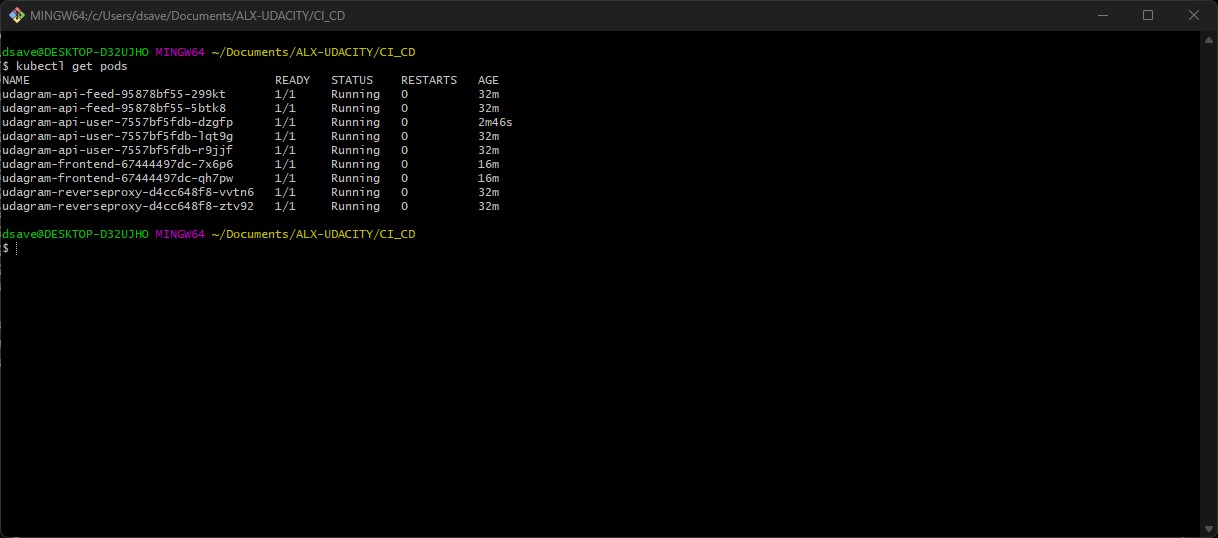 MINGW64:/c/Users/dsave/Documents/ALX-UDACITY/CI_CD
dsave@DESKTOP-D32UJHO MINGW64 ~/Documents/ALX-UDACITY/CI_CD
$ kubectl get pods
NAME                                   READY   STATUS    RESTARTS   AGE
udagram-api-feed-95878bf55-299kt       1/1     Running   0          32m
udagram-api-feed-95878bf55-5btk8       1/1     Running   0          32m
udagram-api-user-7557bf5fdb-dzgfp      1/1     Running   0          2m46s
udagram-api-user-7557bf5fdb-lqt9g      1/1     Running   0          32m
udagram-api-user-7557bf5fdb-r9jjf      1/1     Running   0          32m
udagram-frontend-67444497dc-7x6p6      1/1     Running   0          16m
udagram-frontend-67444497dc-qh7pw      1/1     Running   0          16m
udagram-reverseproxy-d4cc648f8-vvtn6   1/1     Running   0          32m
udagram-reverseproxy-d4cc648f8-ztv92   1/1     Running   0          32m
dsave@DESKTOP-D32UJHO MINGW64 ~/Documents/ALX-UDACITY/CI_CD
$